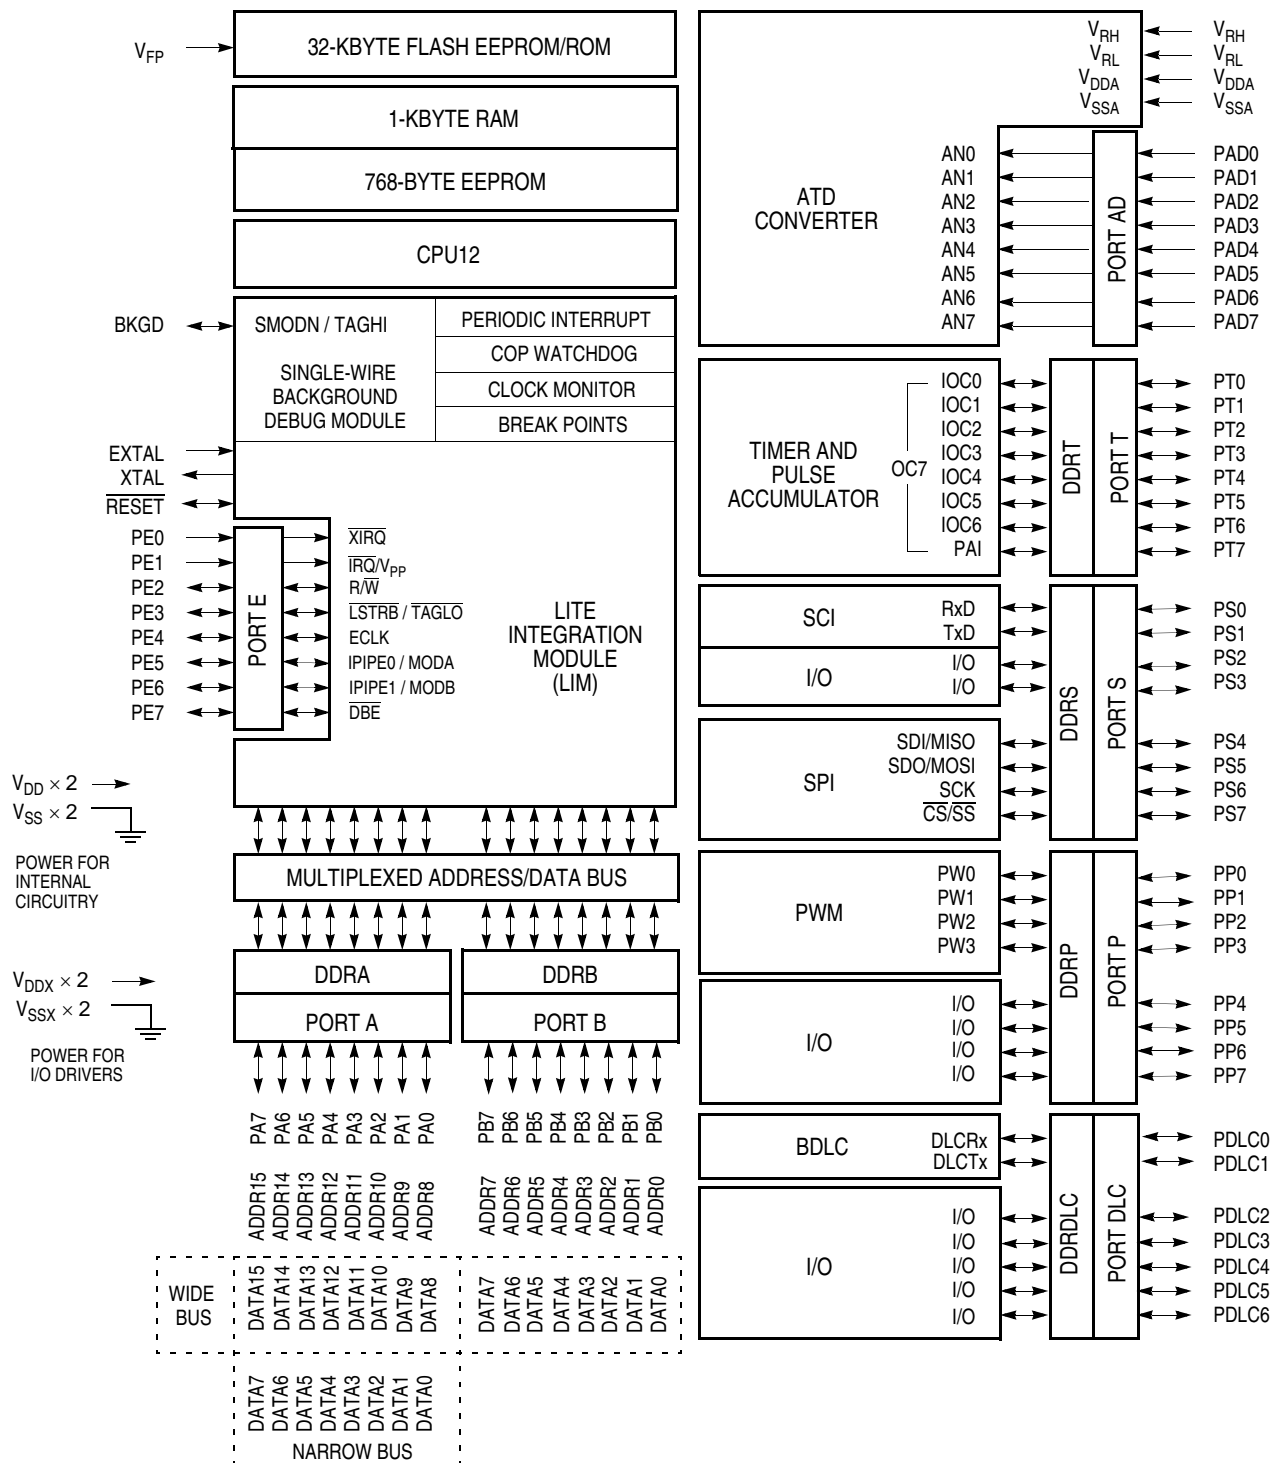 V_FP
32-KBYTE FLASH EEPROM/ROM
1-KBYTE RAM
768-BYTE EEPROM
CPU12
BKGD
SMODN / TAGHI
SINGLE-WIRE
BACKGROUND
DEBUG MODULE
PERIODIC INTERRUPT
COP WATCHDOG
CLOCK MONITOR
BREAK POINTS
EXTAL
XTAL
RESET
PE0
PE1
PE2
PE3
PE4
PE5
PE6
PE7
PORT E
XIRQ
IRQ/V_PP
R/W
LSTRB / TAGLO
ECLK
IPIPE0 / MODA
IPIPE1 / MODB
DBE
LITE
INTEGRATION
MODULE
(LIM)
V_DD × 2
V_SS × 2
POWER FOR
INTERNAL
CIRCUITRY
MULTIPLEXED ADDRESS/DATA BUS
V_DDX × 2
V_SSX × 2
POWER FOR
I/O DRIVERS
DDRA
PORT A
DDRB
PORT B
PA7 PA6 PA5 PA4 PA3 PA2 PA1 PA0
PB7 PB6 PB5 PB4 PB3 PB2 PB1 PB0
ADDR15 ADDR14 ADDR13 ADDR12 ADDR11 ADDR10 ADDR9 ADDR8
ADDR7 ADDR6 ADDR5 ADDR4 ADDR3 ADDR2 ADDR1 ADDR0
WIDE
BUS
DATA15 DATA14 DATA13 DATA12 DATA11 DATA10 DATA9 DATA8
DATA7 DATA6 DATA5 DATA4 DATA3 DATA2 DATA1 DATA0
DATA7 DATA6 DATA5 DATA4 DATA3 DATA2 DATA1 DATA0
NARROW BUS
ATD
CONVERTER
V_RH V_RH
V_RL V_RL
V_DDA V_DDA
V_SSA V_SSA
AN0
AN1
AN2
AN3
AN4
AN5
AN6
AN7
PORT AD
PAD0
PAD1
PAD2
PAD3
PAD4
PAD5
PAD6
PAD7
TIMER AND
PULSE
ACCUMULATOR
OC7
IOC0
IOC1
IOC2
IOC3
IOC4
IOC5
IOC6
PAI
DDRT
PORT T
PT0
PT1
PT2
PT3
PT4
PT5
PT6
PT7
SCI
RxD
TxD
I/O
I/O
I/O
SPI
SDI/MISO
SDO/MOSI
SCK
CS/SS
DDRS
PORT S
PS0
PS1
PS2
PS3
PS4
PS5
PS6
PS7
PWM
PW0
PW1
PW2
PW3
I/O
I/O
I/O
I/O
I/O
DDRP
PORT P
PP0
PP1
PP2
PP3
PP4
PP5
PP6
PP7
BDLC
DLCRx
DLCTx
I/O
I/O
I/O
I/O
I/O
I/O
DDRDLC
PORT DLC
PDLC0
PDLC1
PDLC2
PDLC3
PDLC4
PDLC5
PDLC6